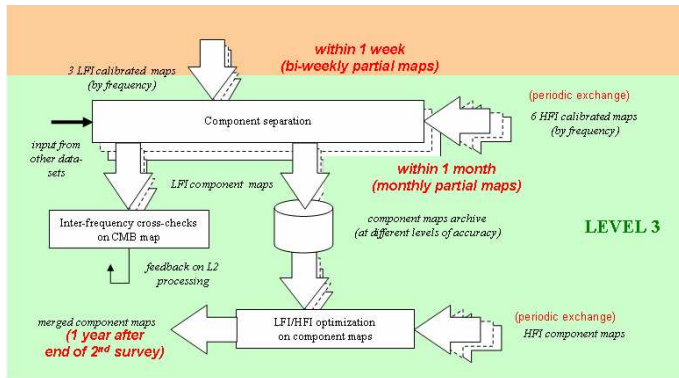 within 1 week
(bi-weekly partial maps)
3 LFI calibrated maps
(by frequency)
(periodic exchange)
Component separation
6 HFI calibrated maps
(by frequency)
input from
other data-
sets
within 1 month
(monthly partial maps)
LFI component maps
Inter-frequency cross-checks
on CMB map
component maps archive
(at different levels of accuracy)
LEVEL 3
feedback on L2
processing
merged component maps
(1 year after
end of 2nd survey)
LFI/HFI optimization
on component maps
(periodic exchange)
HFI component maps